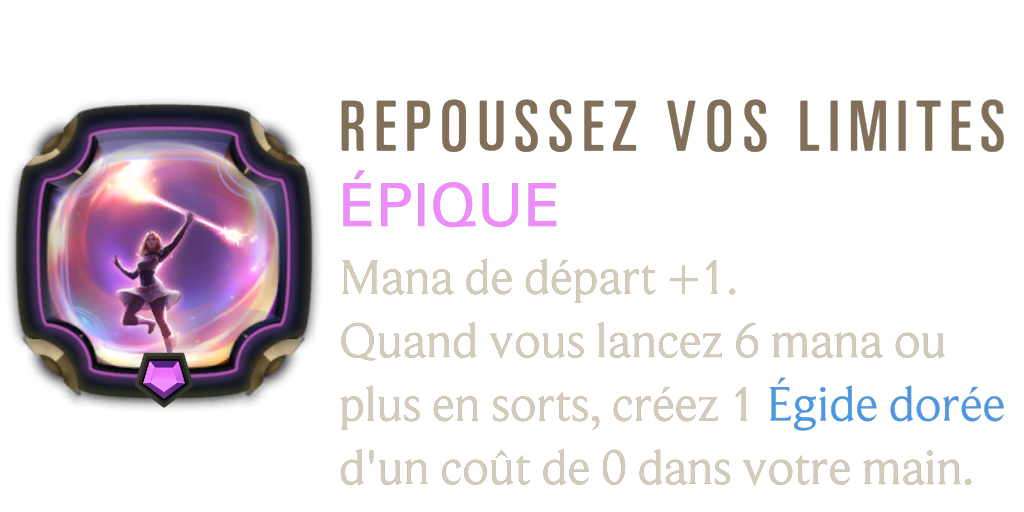 REPOUSSEZ VOS LIMITES
ÉPIQUE
Mana de départ +1.
Quand vous lancez 6 mana ou
plus en sorts, créez 1 Égide dorée
d'un coût de 0 dans votre main.